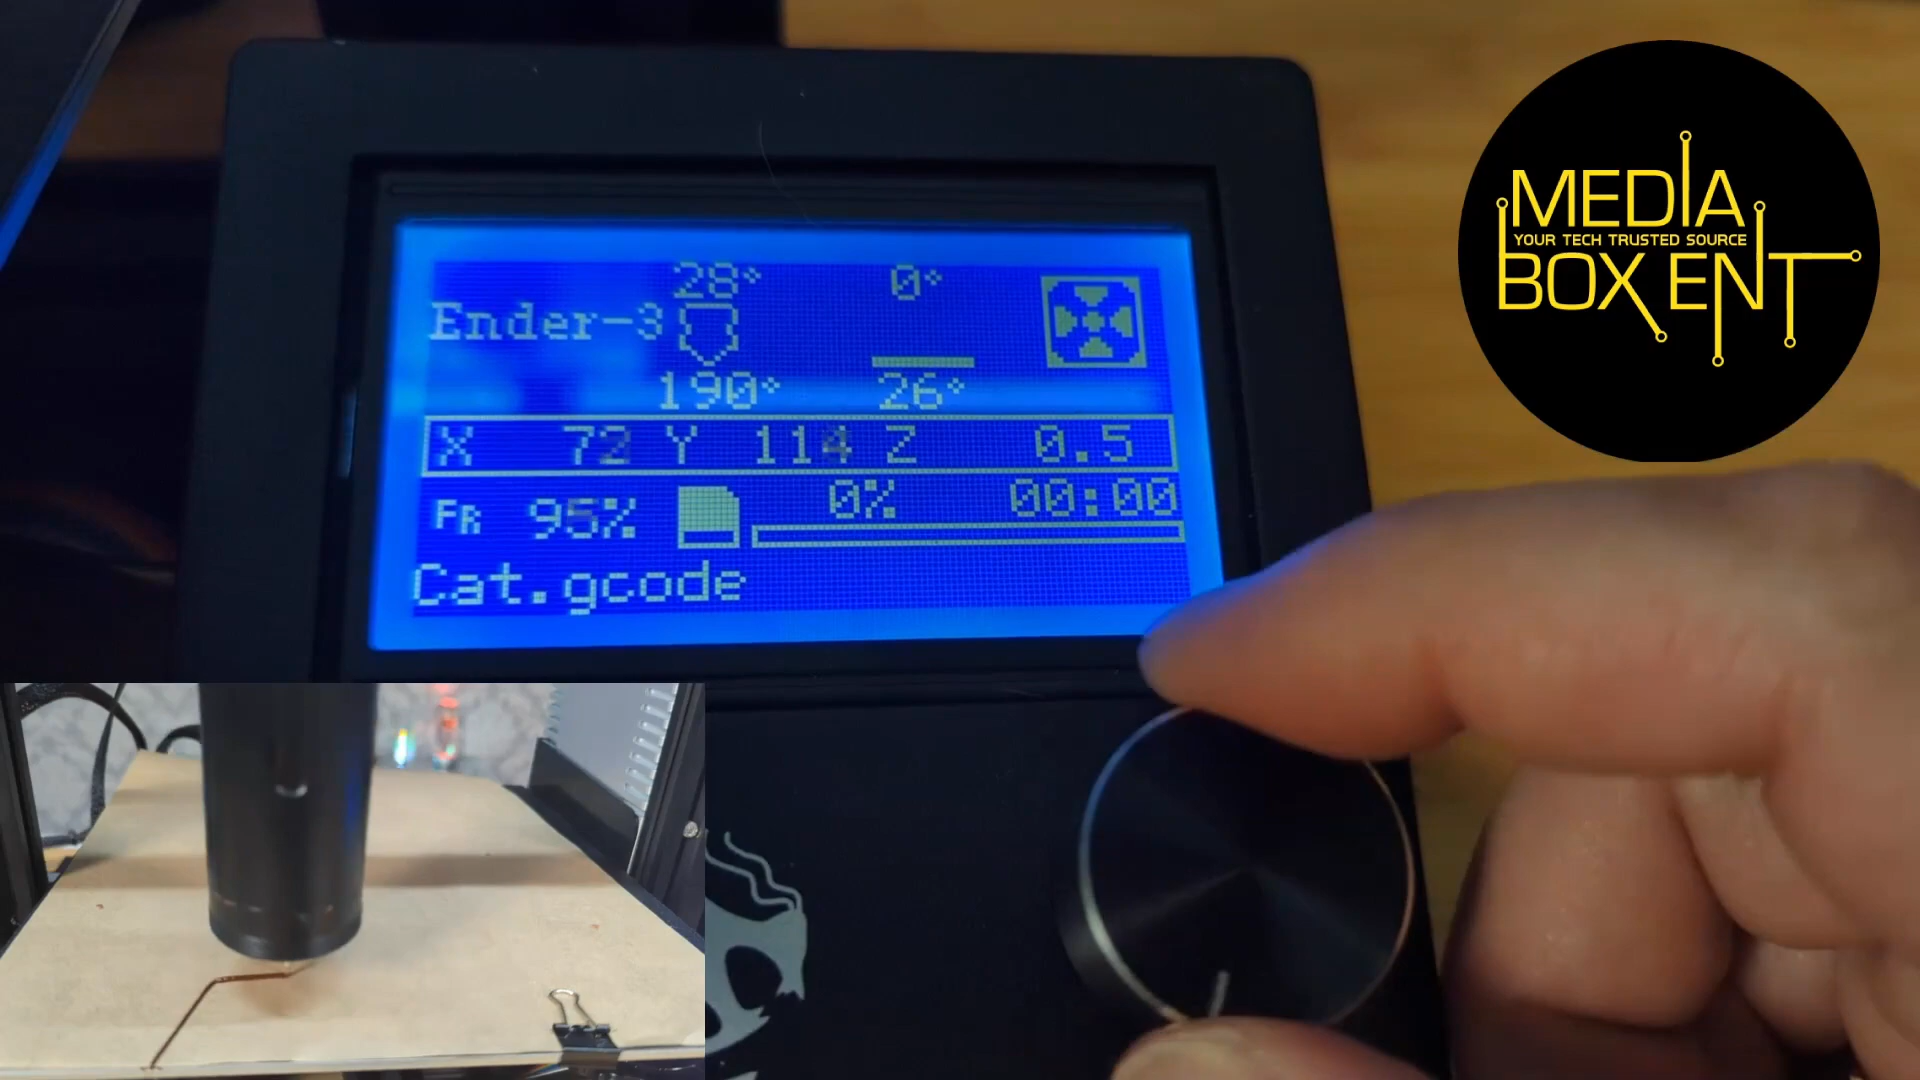 28° 0°
Ender-3
190° 26°
X 72 Y 114 Z 0.5
FR 95% 0% 00:00
Cat.gcode
MEDIA
YOUR TECH TRUSTED SOURCE
BOX ENT